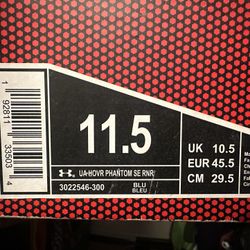 1 92811 33503 4
11.5
UA HOVR PHANTOM SE RNR
3022546-300
BLU
BLEU
UK 10.5
EUR 45.5
CM 29.5